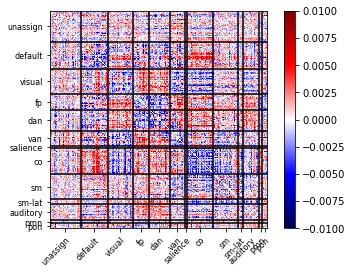 unassign
default
visual
fp
dan
van
salience
co
sm
sm-lat
auditory
pmn
pon
unassign
default
visual
fp
dan
van
salience
co
sm
sm-lat
auditory
0.0100
0.0075
0.0050
0.0025
0.0000
−0.0025
−0.0050
−0.0075
−0.0100